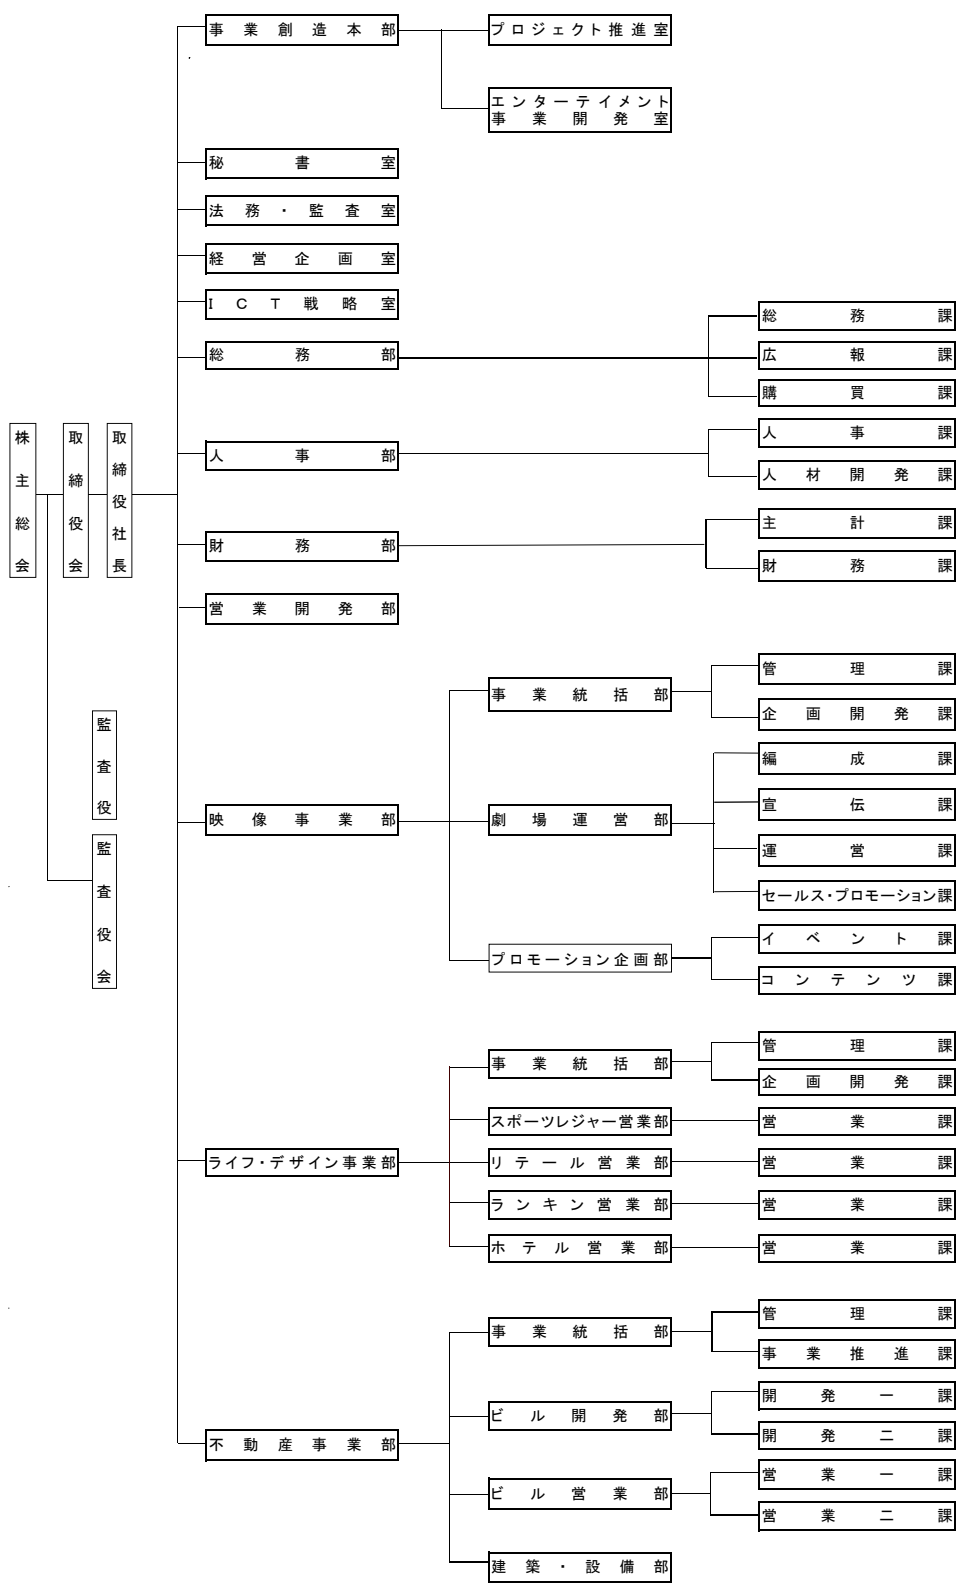 事業創造本部
プロジェクト推進室
エンターテイメント
事業開発室
秘書室
法務・監査室
経営企画室
ICT戦略室
総務部
総務課
広報課
購買課
株主総会
取締役会
取締役社長
人事部
人事課
人材開発課
財務部
主計課
財務課
営業開発部
監査役
監査役会
映像事業部
事業統括部
管理課
企画開発課
劇場運営部
編成課
宣伝課
運営課
セールス・プロモーション課
プロモーション企画部
イベント課
コンテンツ課
ライフ・デザイン事業部
事業統括部
管理課
企画開発課
スポーツレジャー営業部
営業課
リテール営業部
営業課
ランキン営業部
営業課
ホテル営業部
営業課
不動産事業部
事業統括部
管理課
事業推進課
ビル開発部
開発一課
開発二課
ビル営業部
営業一課
営業二課
建築・設備部